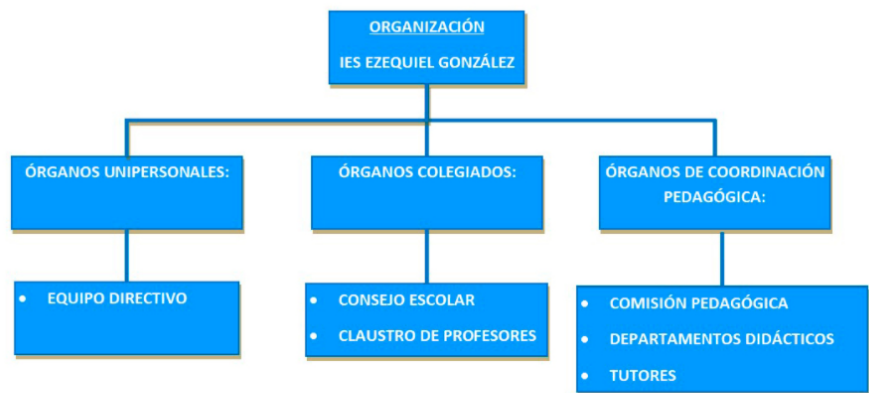 ORGANIZACIÓN
IES EZEQUIEL GONZÁLEZ
ÓRGANOS UNIPERSONALES:
• EQUIPO DIRECTIVO
ÓRGANOS COLEGIADOS:
• CONSEJO ESCOLAR
• CLAUSTRO DE PROFESORES
ÓRGANOS DE COORDINACIÓN
PEDAGÓGICA:
• COMISIÓN PEDAGÓGICA
• DEPARTAMENTOS DIDÁCTICOS
• TUTORES